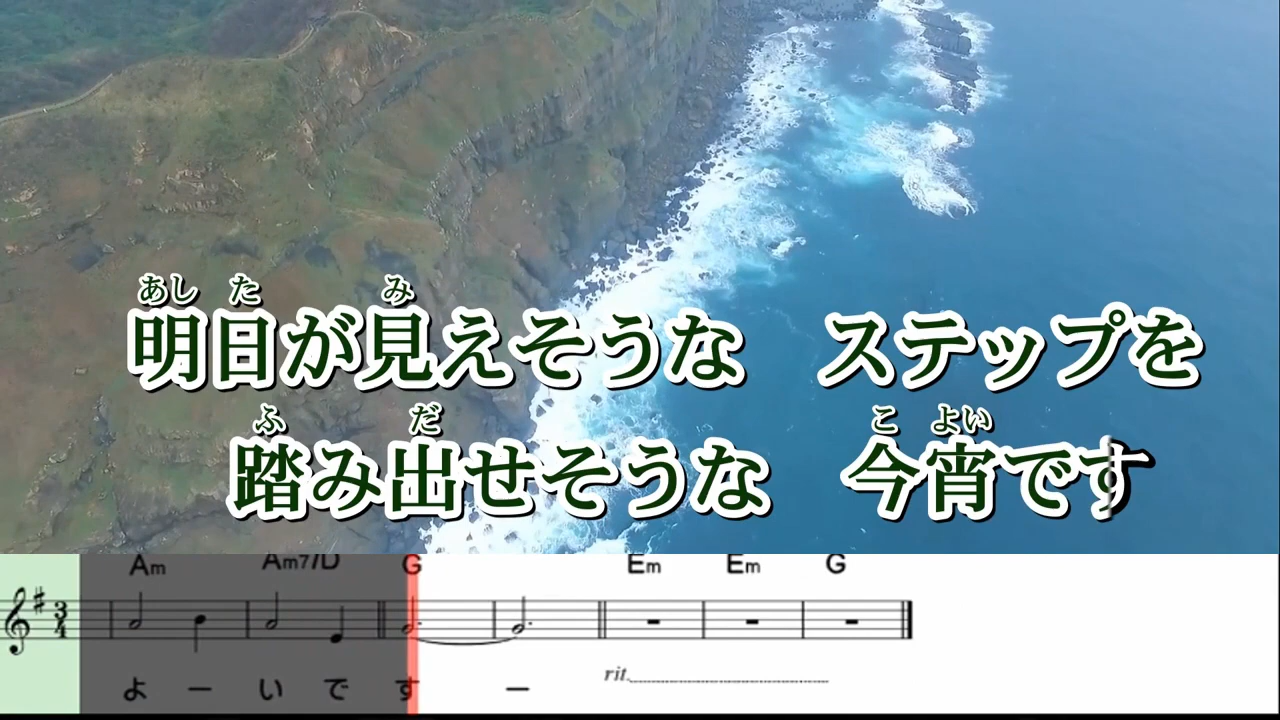 あし た み
明日が見えそうな　ステップを
ふ だ こ よい
踏み出せそうな　今宵です
Am Am7/D G Em Em G
3
4
rit.
よ ー い で す ー